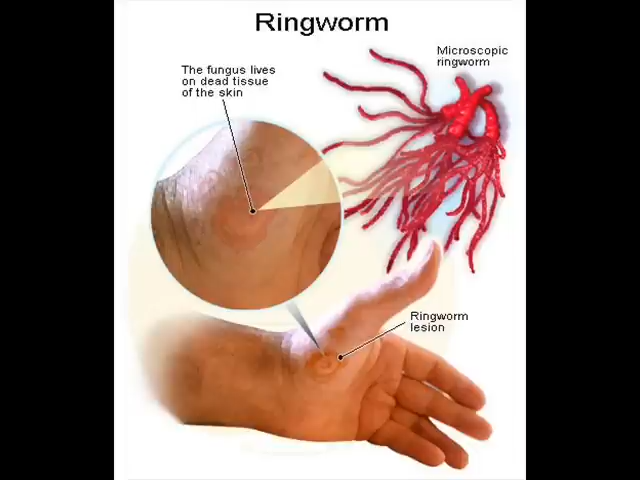 Ringworm
Microscopic
ringworm
The fungus lives
on dead tissue
of the skin
Ringworm
lesion